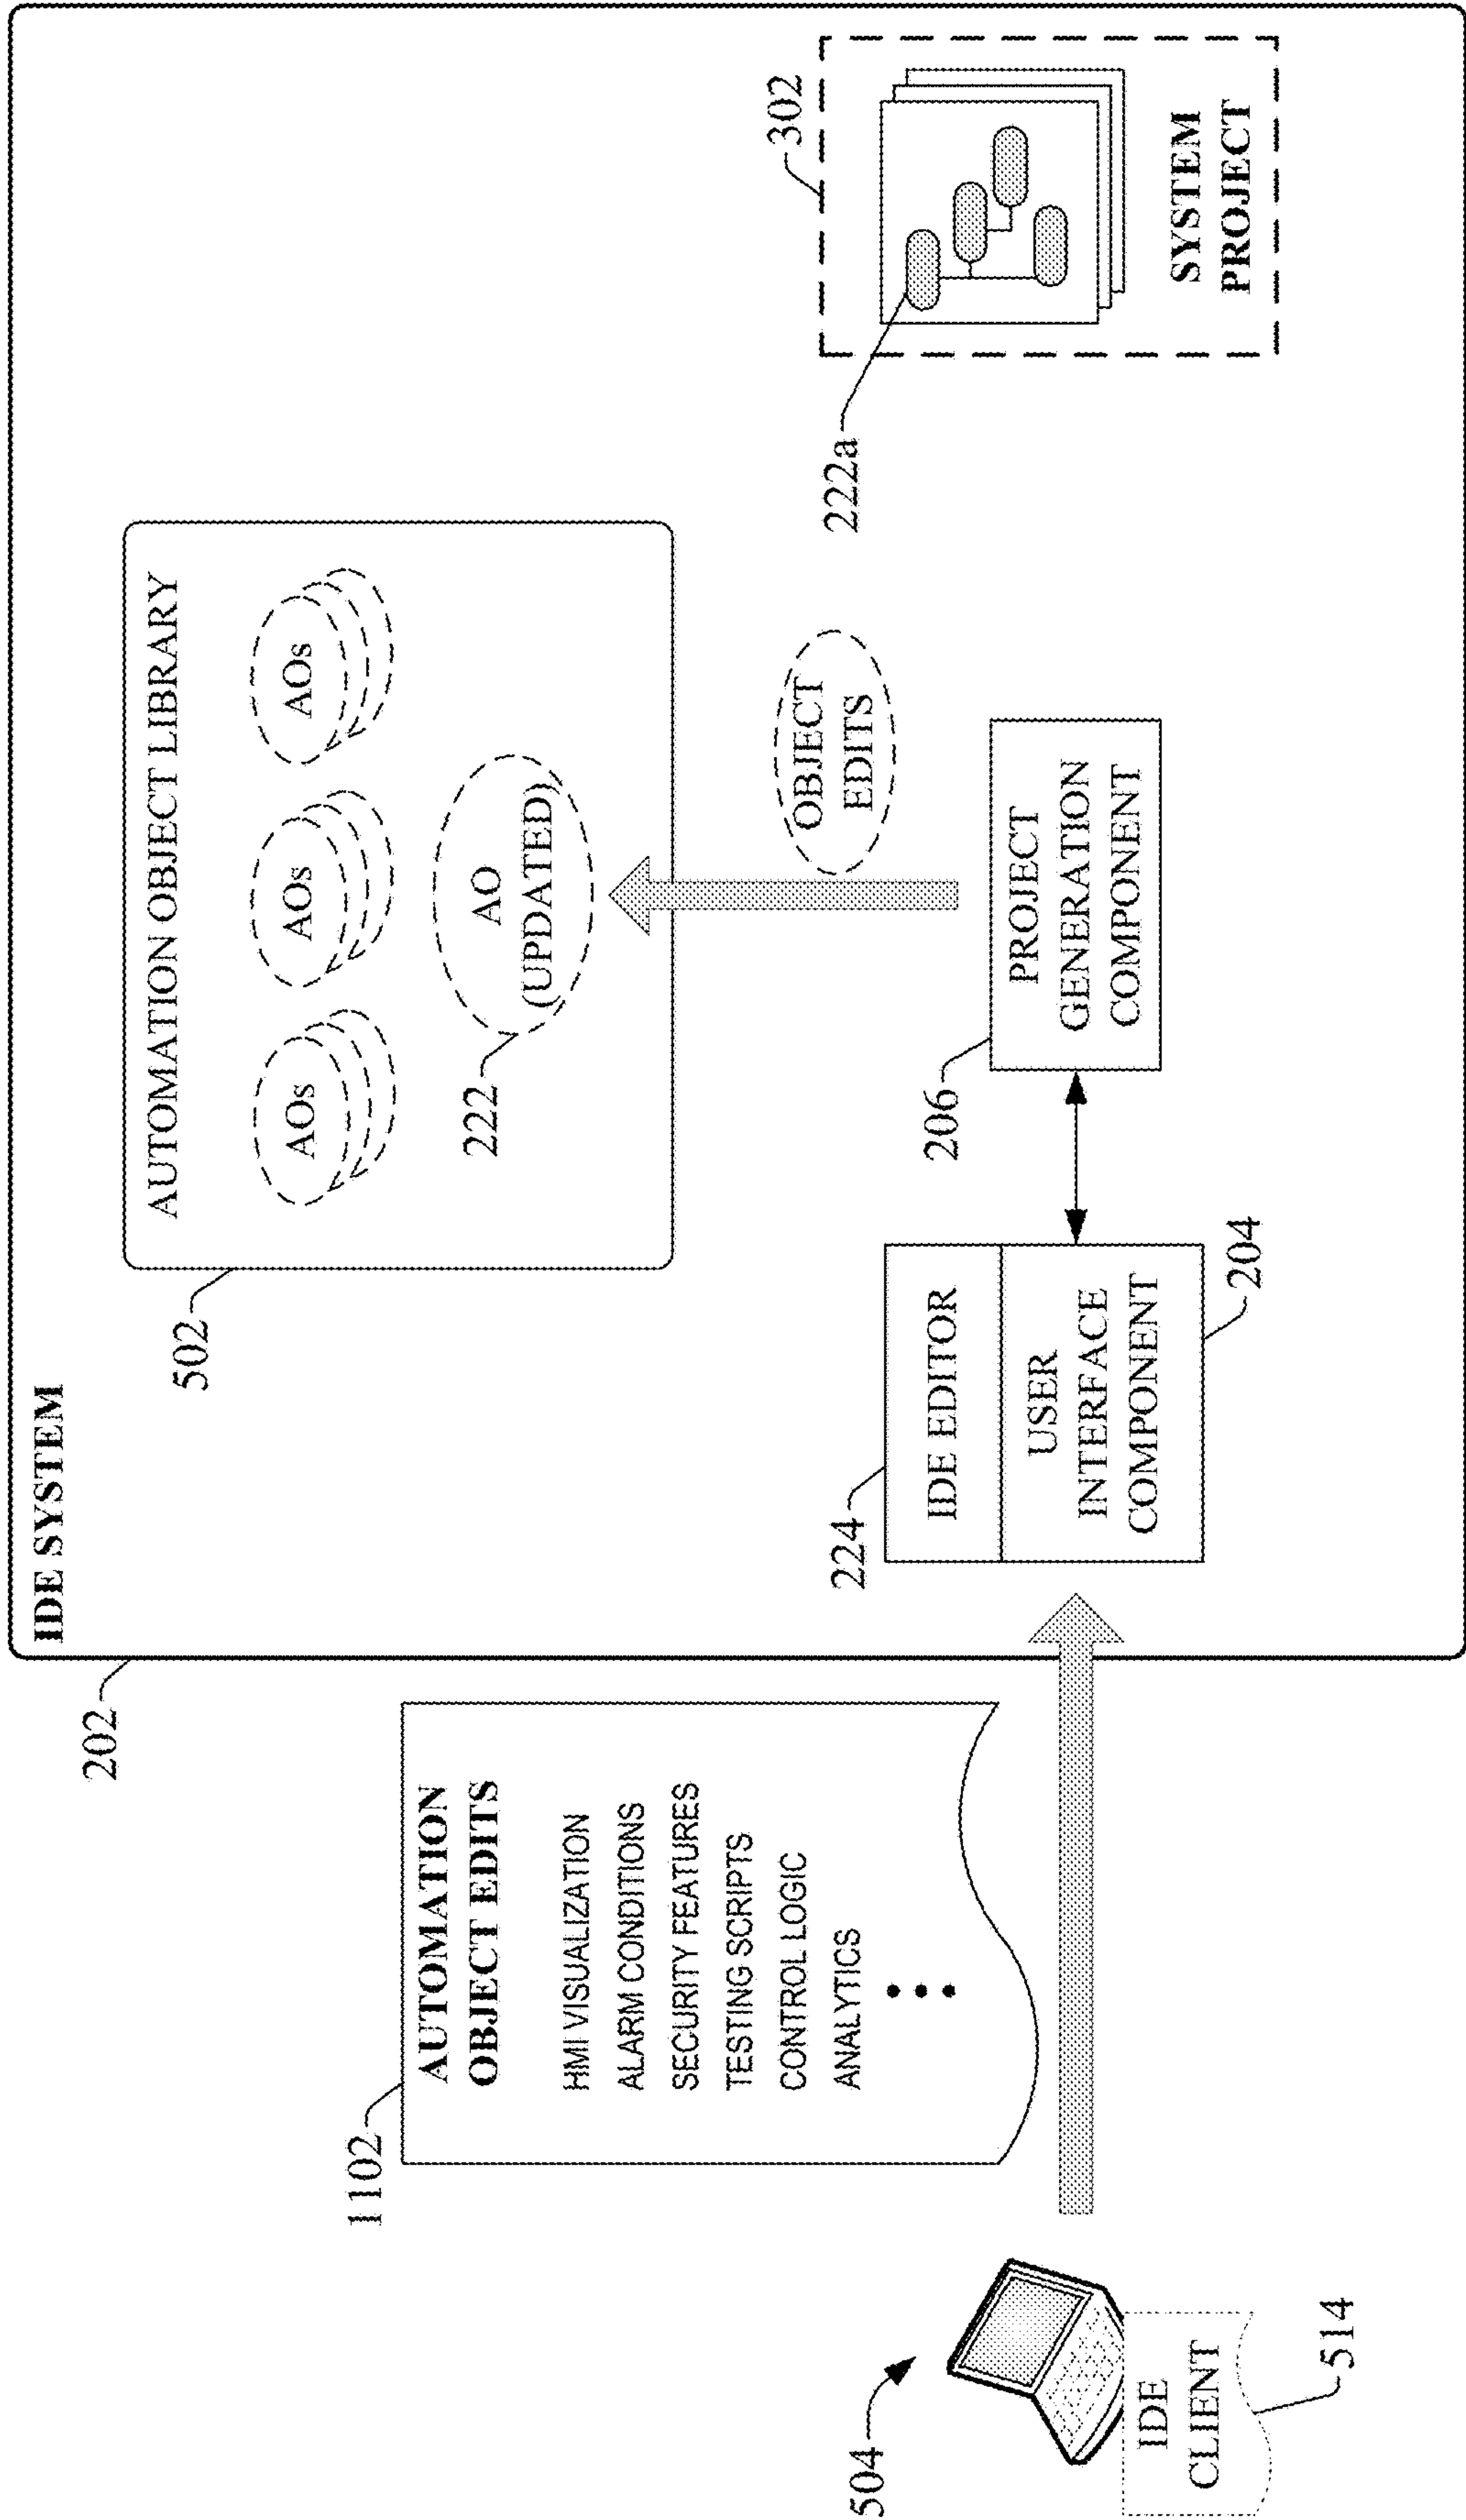 IDE SYSTEM
202
502
AUTOMATION OBJECT LIBRARY
AOs
AOs
AOs
222
AO
(UPDATED)
OBJECT
EDITS
302
222a
SYSTEM
PROJECT
1102
AUTOMATION
OBJECT EDITS
HMI VISUALIZATION
ALARM CONDITIONS
SECURITY FEATURES
TESTING SCRIPTS
CONTROL LOGIC
ANALYTICS
224
IDE EDITOR
USER
INTERFACE
COMPONENT
204
206
PROJECT
GENERATION
COMPONENT
504
IDE
CLIENT
514